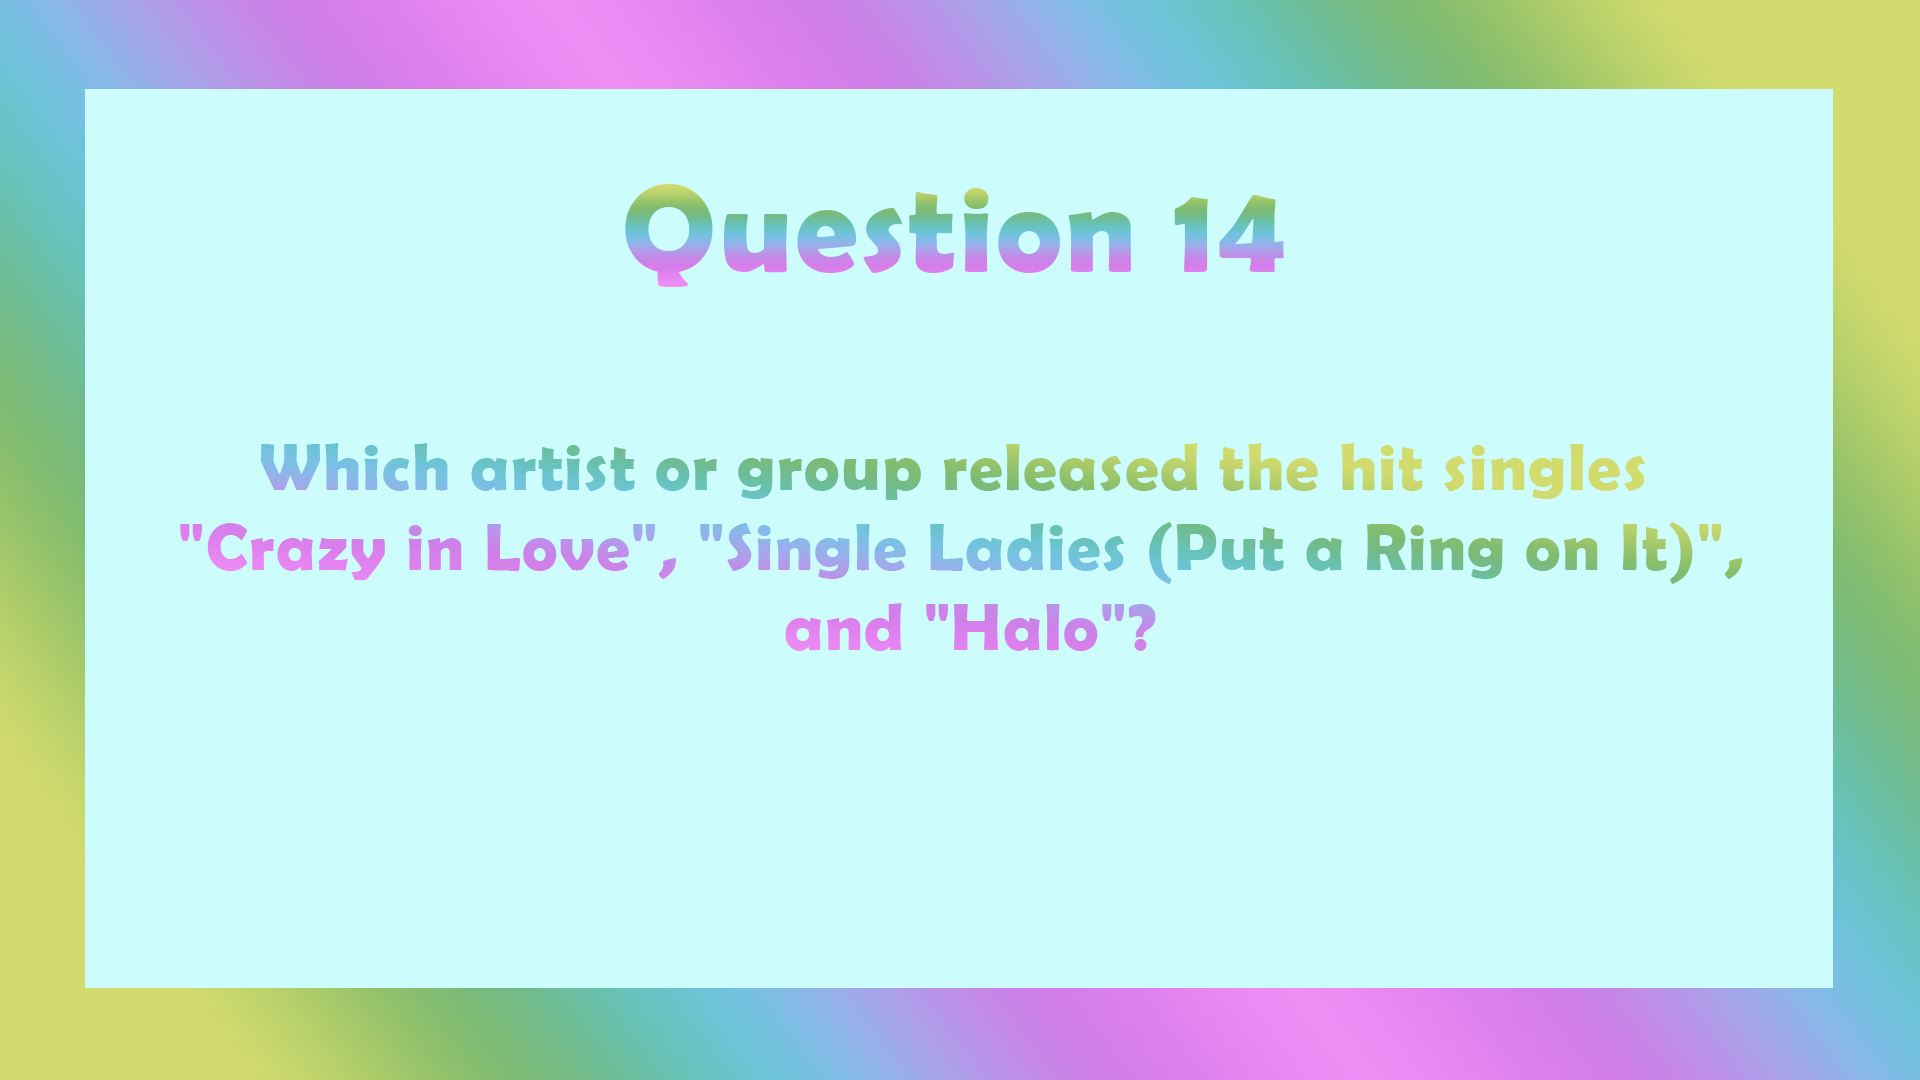 Question 14
Which artist or group released the hit singles
"Crazy in Love", "Single Ladies (Put a Ring on It)",
and "Halo"?